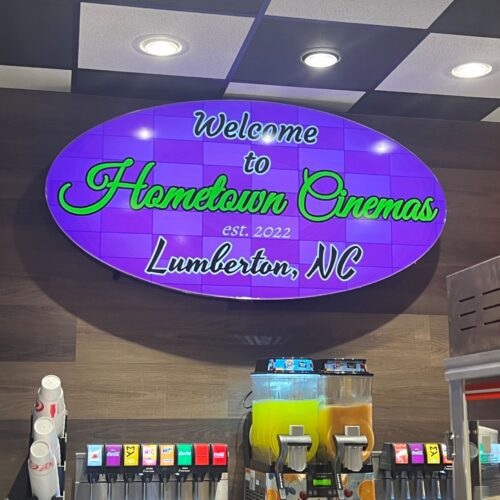 Welcome
to
Hometown Cinemas
est. 2022
Lumberton, NC